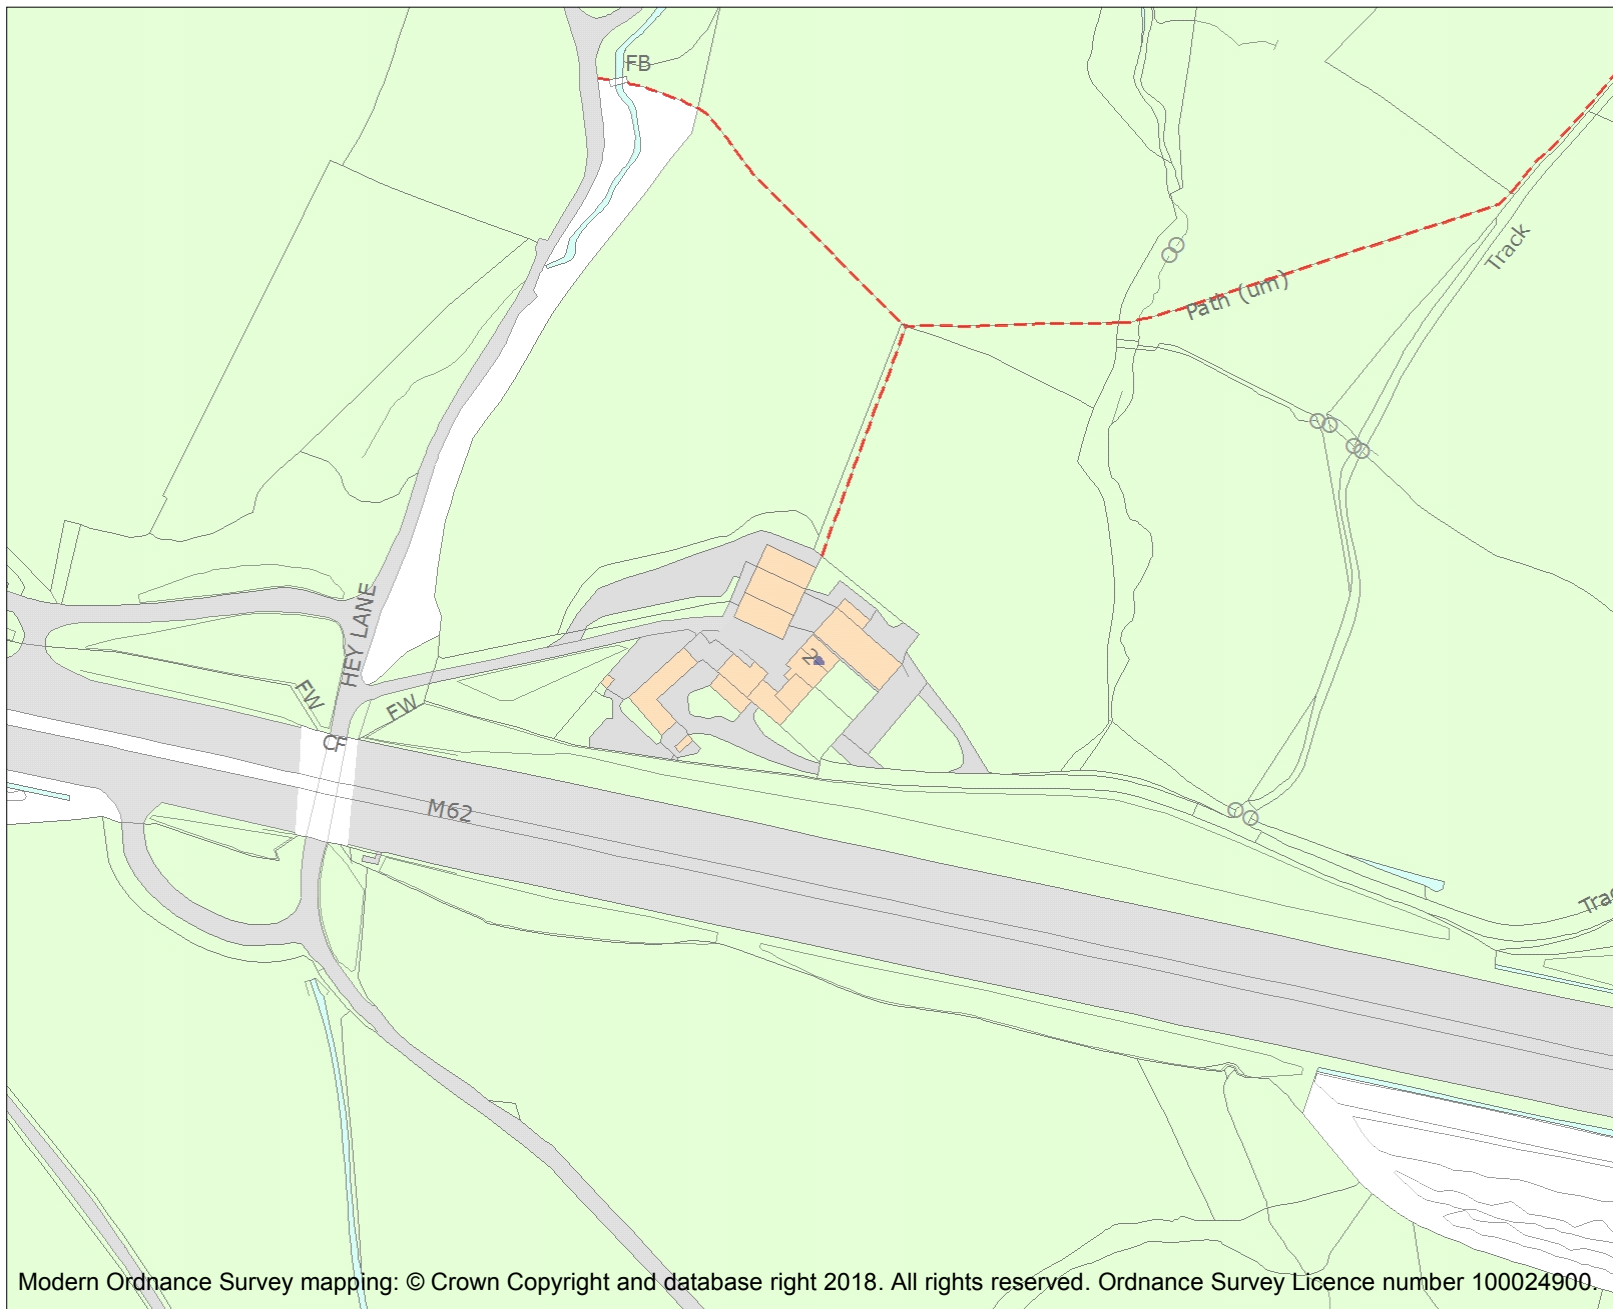 FB
Track
Path (um)
HEY LANE
2
FW
FW
CF
M62
Modern Ordnance Survey mapping: © Crown Copyright and database right 2018. All rights reserved. Ordnance Survey Licence number 100024900.